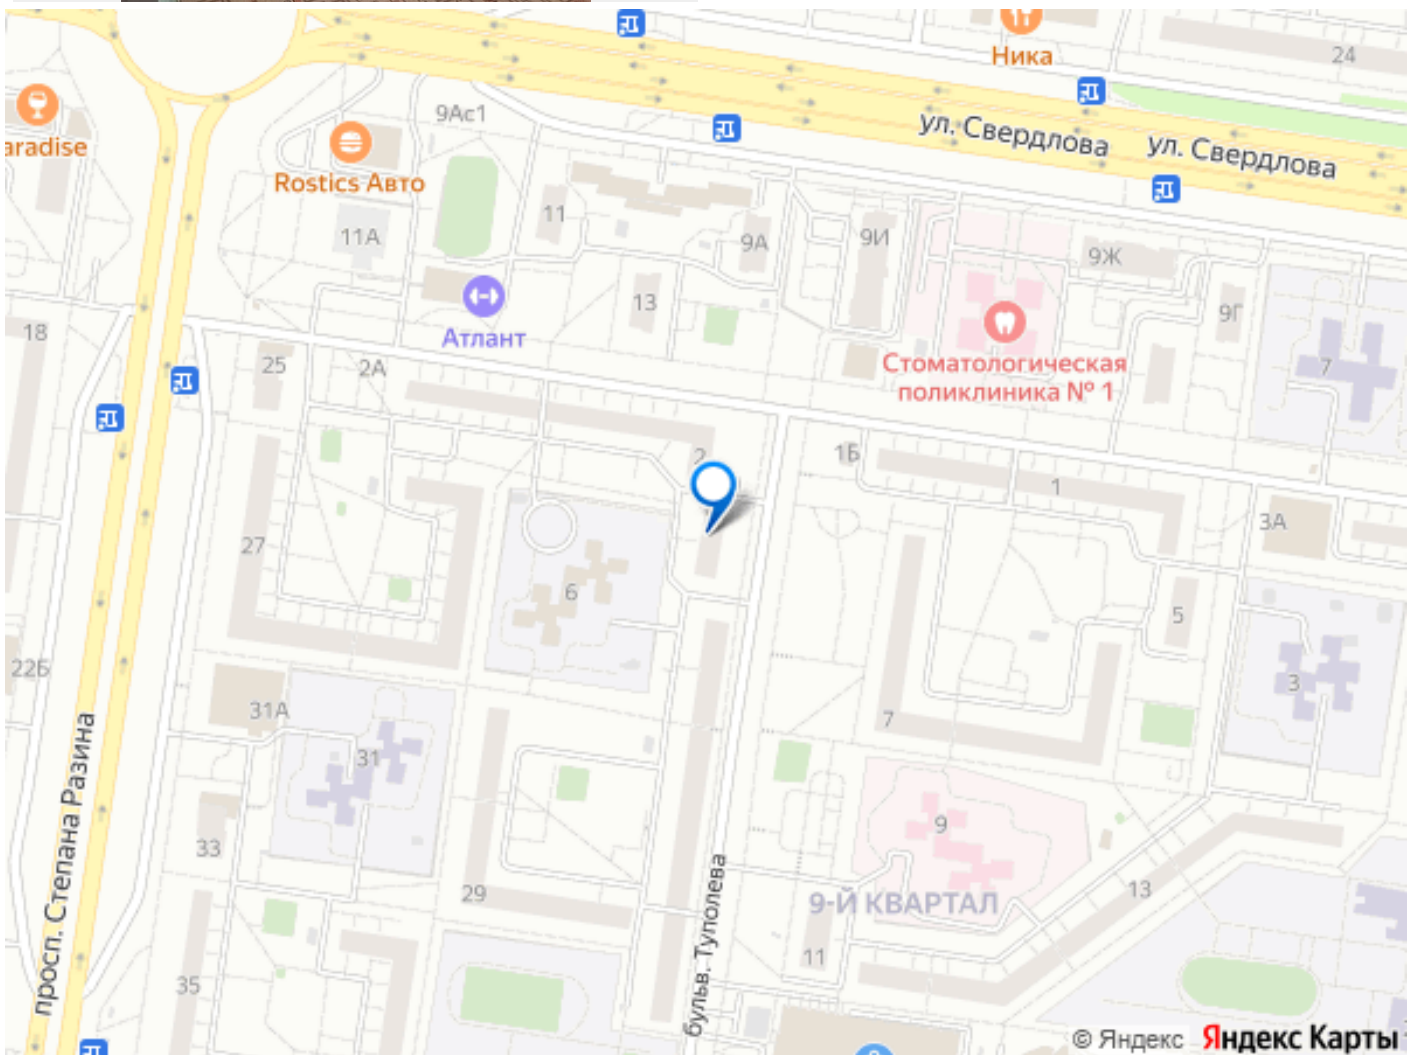 Ника
24
9Ас1
ул. Свердлова
ул. Свердлова
aradise
Rostics Авто
11
11А
9А
9И
9Ж
13
9Г
18
Атлант
Стоматологическая
поликлиника № 1
7
25
2А
2
1Б
1
3А
27
6
5
22Б
3
31А
7
31
просп. Степана Разина
33
9
29
бульв. Туполева
9-Й КВАРТАЛ
13
11
35
© Яндекс Яндекс Карты